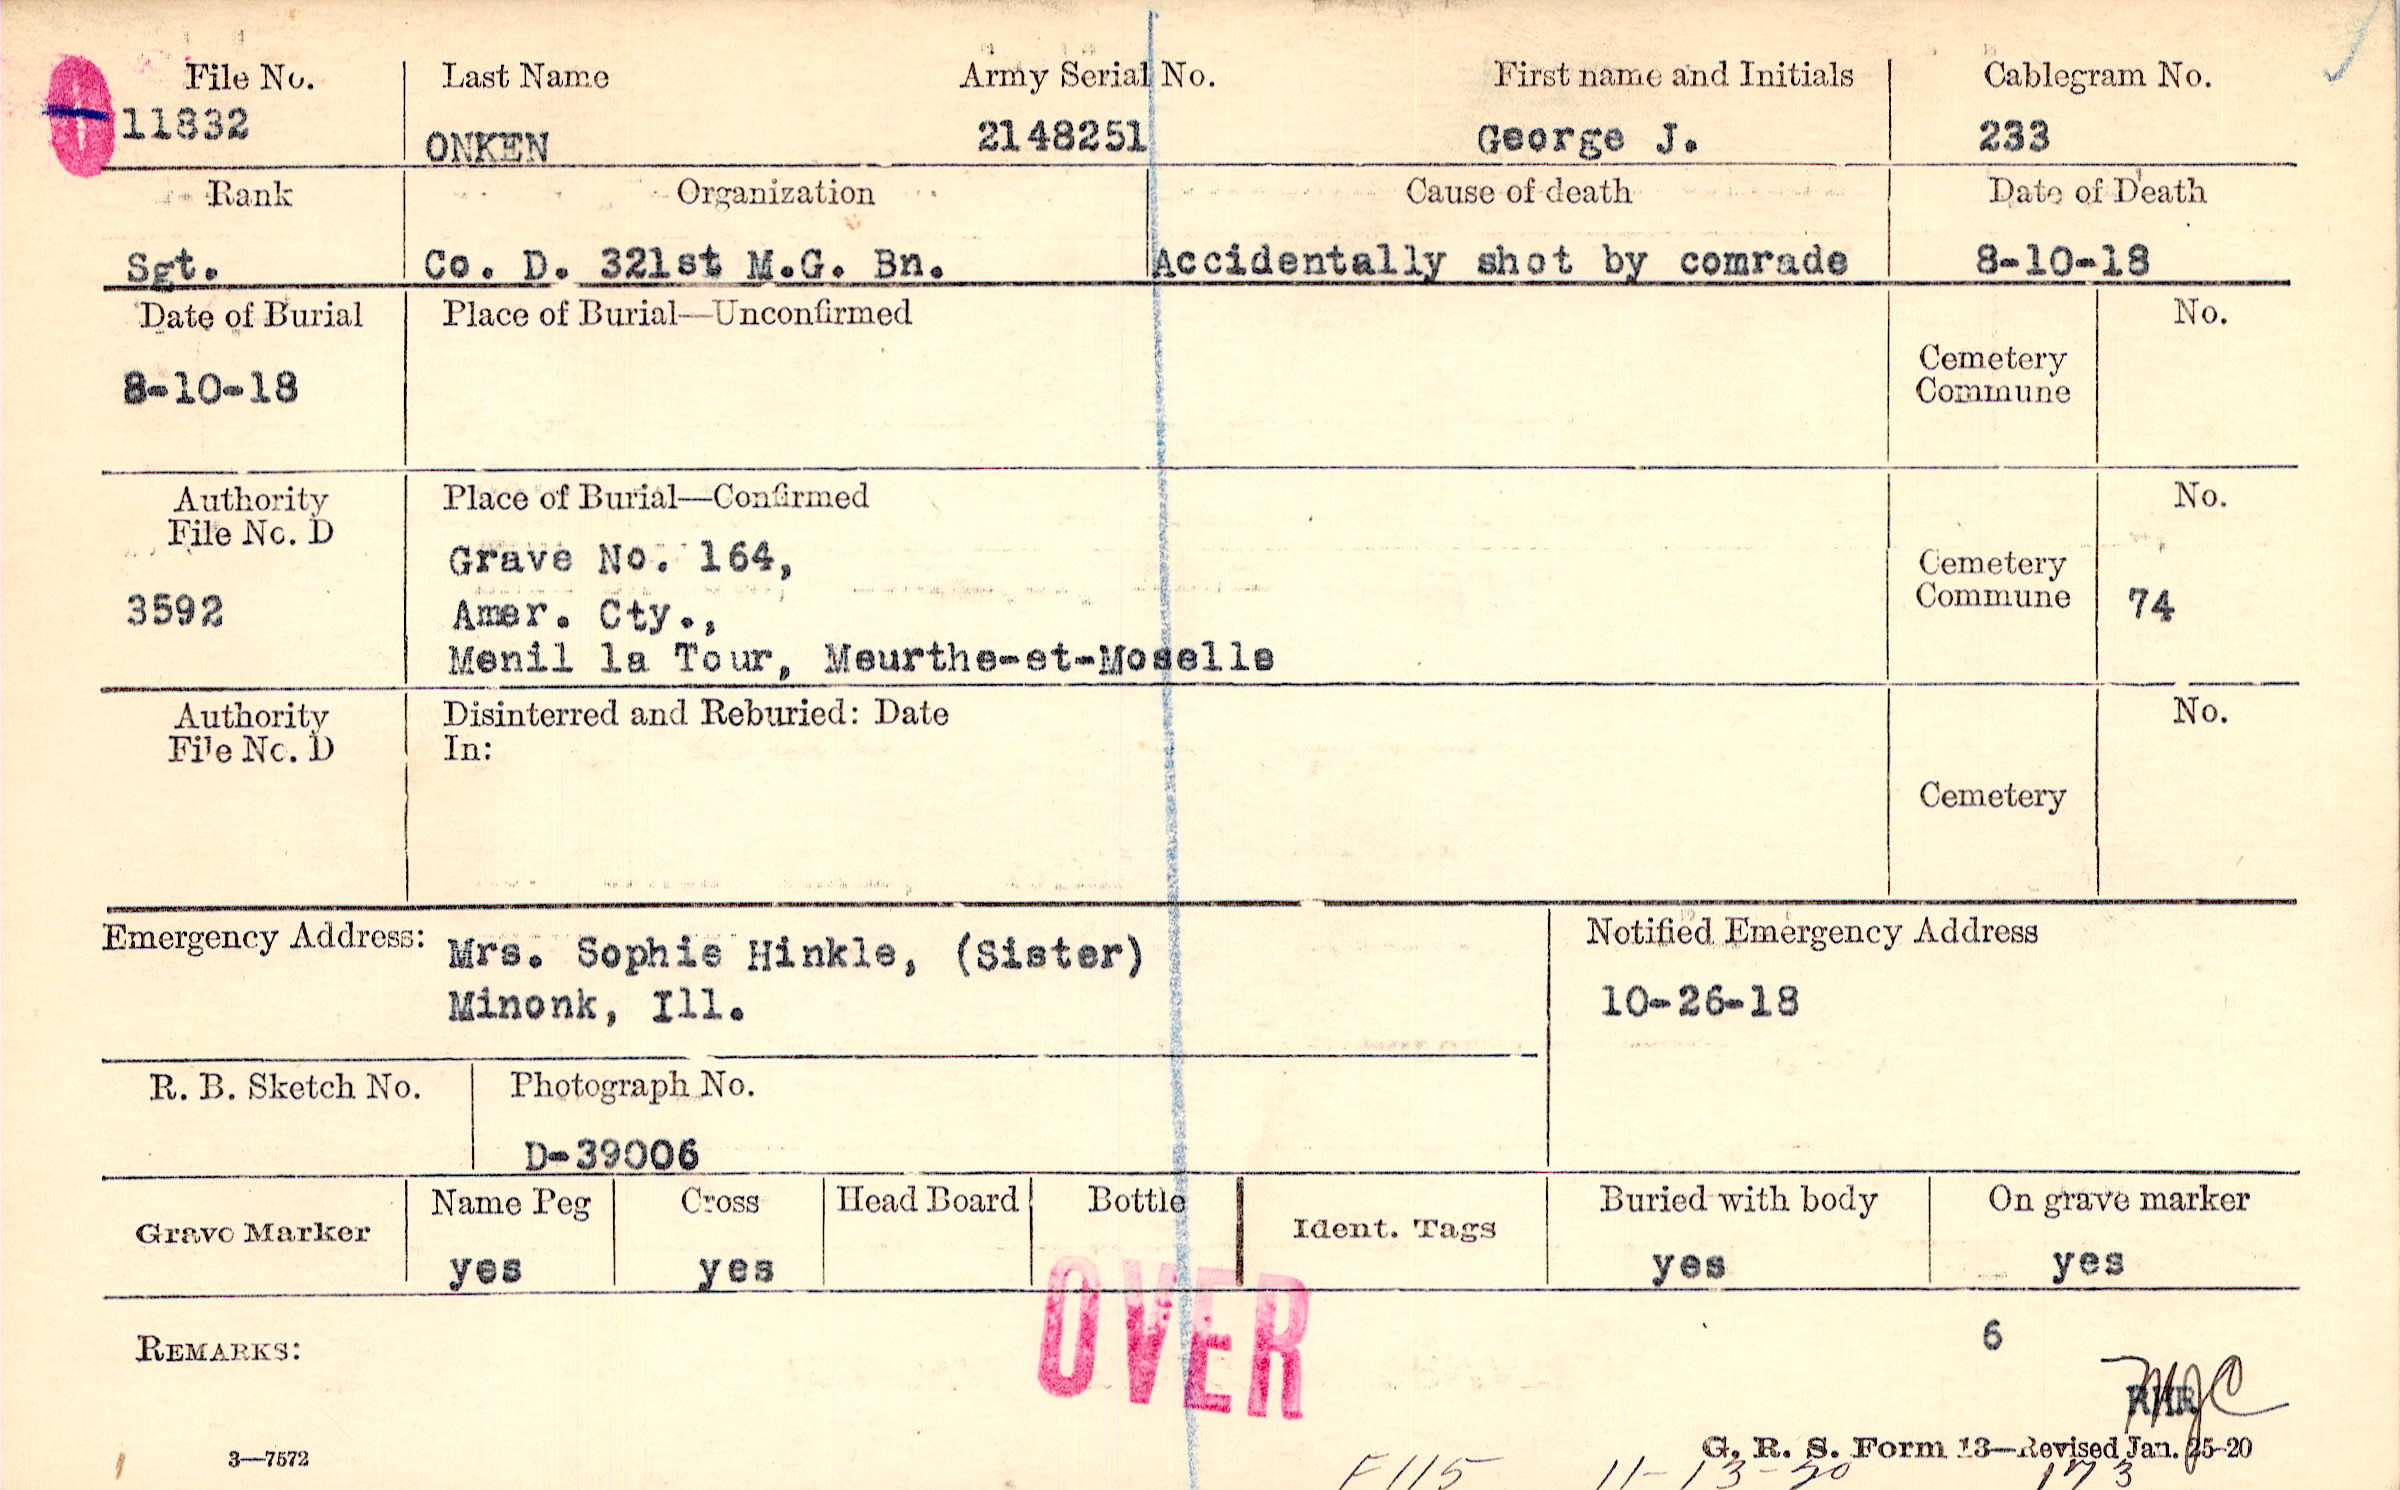 File No. Last Name Army Serial No. First name and Initials Cablegram No.
11832 ONKEN 2148251 George J. 233
Rank Organization Cause of death Date of Death
Sgt. Co. D. 321st M.G. Bn. Accidentally shot by comrade 8-10-18
Date of Burial Place of Burial—Unconfirmed No.
8-10-18 Cemetery
Commune
Authority Place of Burial—Confirmed No.
File No. D
Grave No. 164,
3592 Amer. Cty., Cemetery
Commune 74
Menil la Tour, Meurthe-et-Moselle
Authority Disinterred and Reburied: Date No.
File No. D In:
Cemetery
Emergency Address: Mrs. Sophie Hinkle, (Sister) Notified Emergency Address
Minonk, Ill. 10-26-18
R. B. Sketch No. Photograph No.
D-39006
Grave Marker Name Peg Cross Head Board Bottle Ident. Tags Buried with body On grave marker
yes yes yes yes
OVER
6
REMARKS:
MJC
3—7572 G. R. S. Form 13—Revised Jan. 25-20
F115 11-13-20 173